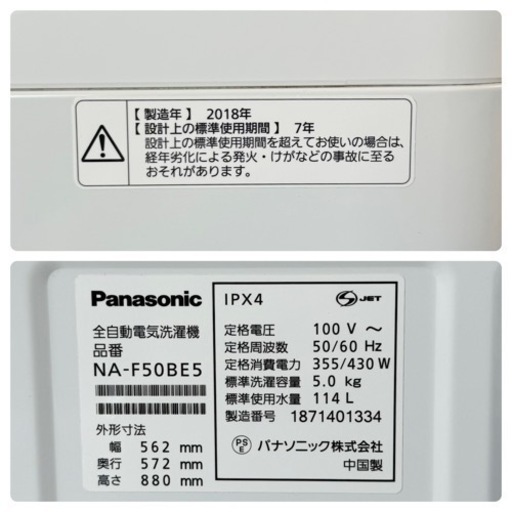 【 製造年 】 2018年
【 設計上の標準使用期間 】 7年
設計上の標準使用期間を超えてお使いの場合は、
経年劣化による発火・けがなどの事故に至る
おそれがあります。
Panasonic
全自動電気洗濯機
品番
NA-F50BE5
外形寸法
幅 562 mm
奥行 572 mm
高さ 880 mm
IPX4
S JET
定格電圧 100 V ～
定格周波数 50/60 Hz
定格消費電力 355/430 W
標準洗濯容量 5.0 kg
標準使用水量 114 L
製造番号 1871401334
PS E パナソニック株式会社
中国製